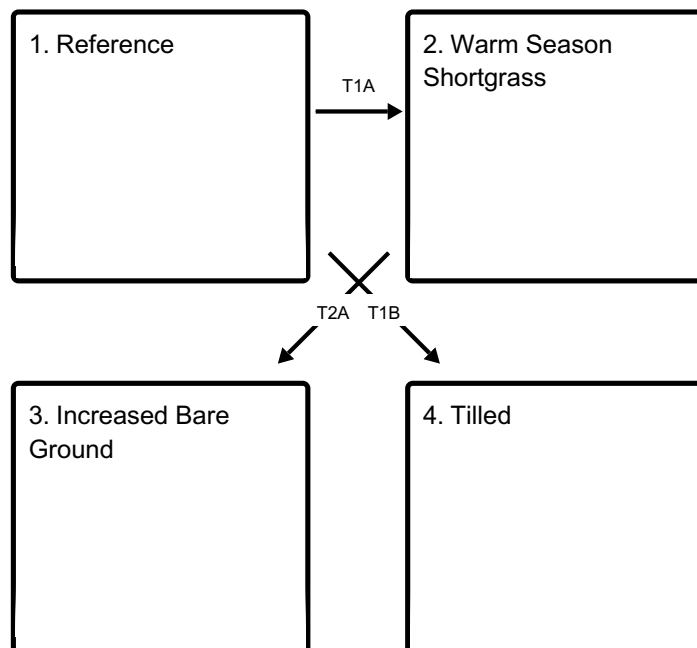 1. Reference
2. Warm Season
Shortgrass
T1A
T2A
T1B
3. Increased Bare
Ground
4. Tilled